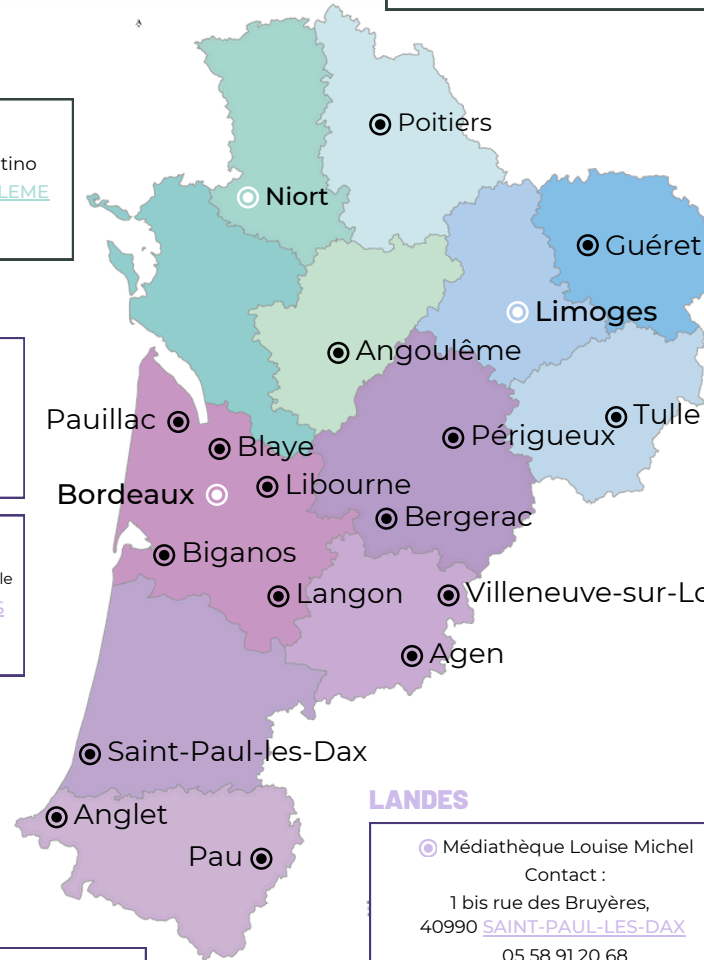 Poitiers
tino
LEME
Niort
Guéret
Limoges
Angoulême
Pauillac
Tulle
Périgueux
Blaye
Libourne
Bordeaux
Bergerac
Biganos
le
S
Langon
Villeneuve-sur-Lo
Agen
Saint-Paul-les-Dax
Anglet
Pau
LANDES
Médiathèque Louise Michel
Contact :
1 bis rue des Bruyères,
40990 SAINT-PAUL-LES-DAX
05 58 91 20 68